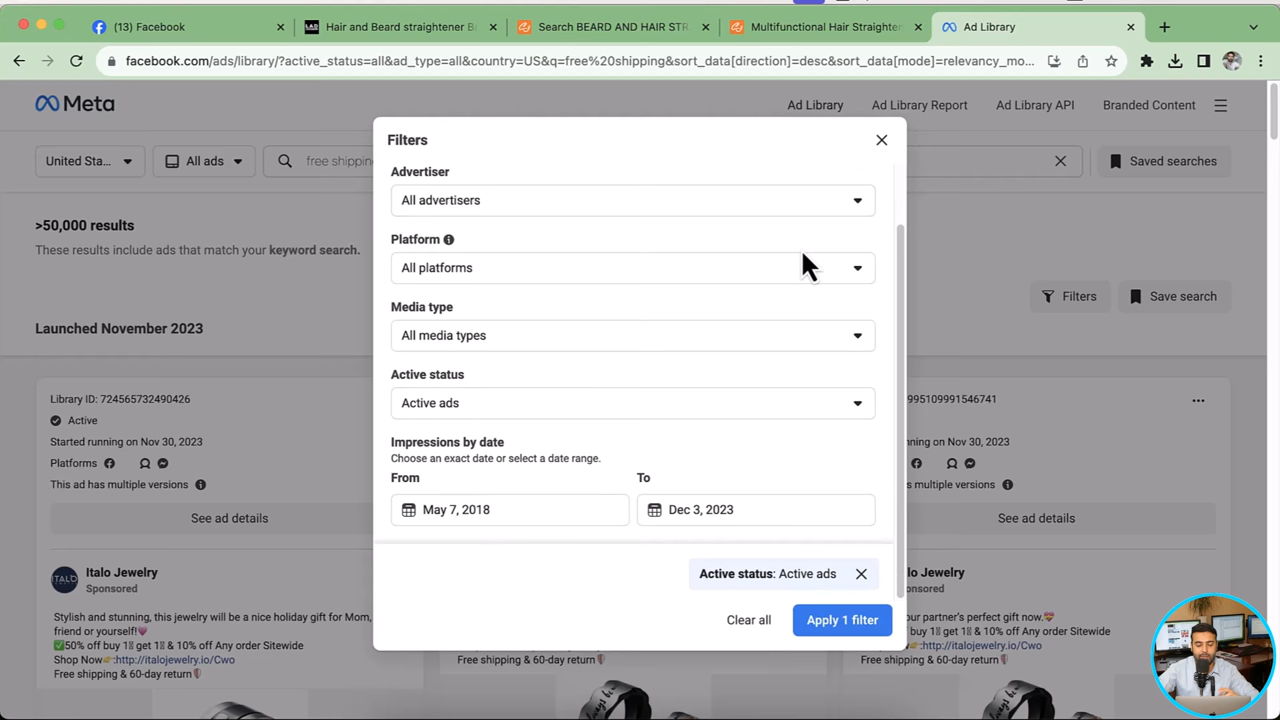 (13) Facebook
Hair and Beard straightener B
Search BEARD AND HAIR STR
Multifunctional Hair Straighten
Ad Library
facebook.com/ads/library/?active_status=all&ad_type=all&country=US&q=free%20shipping&sort_data[direction]=desc&sort_data[mode]=relevancy_mo...
Meta
Ad Library
Ad Library Report
Ad Library API
Branded Content
United Sta...
All ads
free shippin
Saved searches
>50,000 results
These results include ads that match your keyword search.
Filters
Save search
Launched November 2023
Filters
Advertiser
All advertisers
Platform
All platforms
Media type
All media types
Active status
Active ads
Impressions by date
Choose an exact date or select a date range.
From
To
May 7, 2018
Dec 3, 2023
Active status: Active ads
Clear all
Apply 1 filter
Library ID: 724565732490426
Active
Started running on Nov 30, 2023
Platforms
This ad has multiple versions
See ad details
ITALO
Italo Jewelry
Sponsored
Stylish and stunning, this jewelry will be a nice holiday gift for Mom,
friend or yourself!
50% off buy 1 get 1 & 10% off Any order Sitewide
Shop Now :http://italojewelry.io/Cwo
Free shipping & 60-day return
Free shipping & 60-day return
995109991546741
on Nov 30, 2023
multiple versions
See ad details
o Jewelry
nsored
r partner's perfect gift now.
uy 1 get 1 & 10% off Any order Sitewide
ttp://italojewelry.io/Cwo
Free shipping & 60-day return